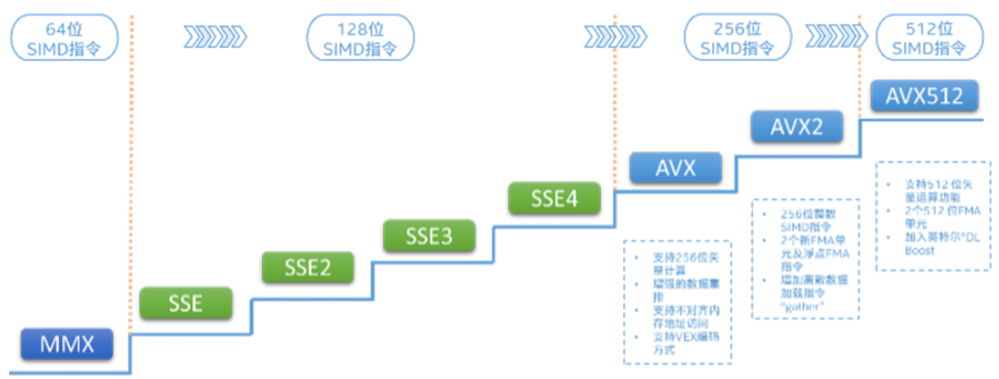 64位
SIMD指令
128位
SIMD指令
256位
SIMD指令
512位
SIMD指令
AVX512
AVX2
AVX
SSE4
SSE3
SSE2
SSE
MMX
• 支持256位矢
量计算
• 增强的数据重
排
• 支持不对齐内
存地址访问
• 支持VEX编码
方式
• 256位整数
SIMD指令
• 2个新FMA单
元及浮点FMA
指令
• 增加离散数据
加载指令
"gather"
• 支持512 位矢
量运算功能
• 2个512 位FMA
单元
• 加入英特尔®DL
Boost